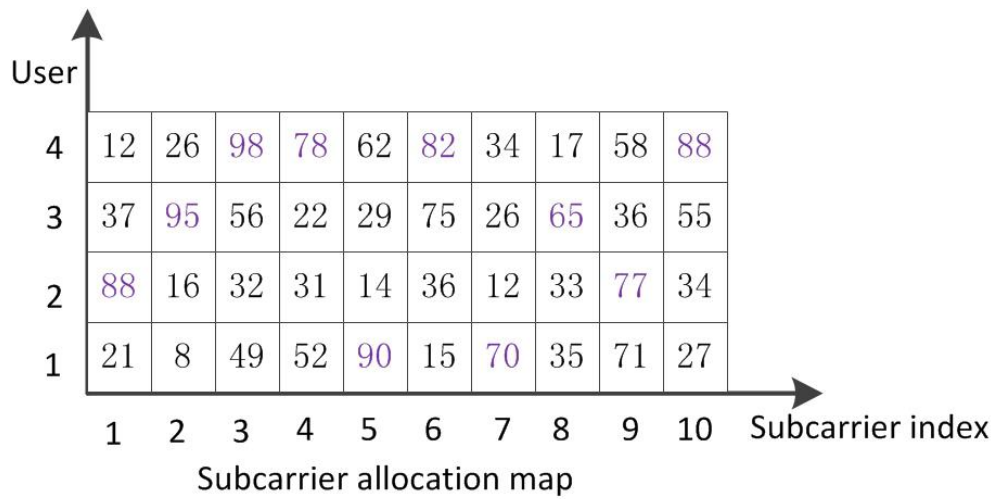 User
4 12 26 98 78 62 82 34 17 58 88
3 37 95 56 22 29 75 26 65 36 55
2 88 16 32 31 14 36 12 33 77 34
1 21 8 49 52 90 15 70 35 71 27
1 2 3 4 5 6 7 8 9 10 Subcarrier index
Subcarrier allocation map